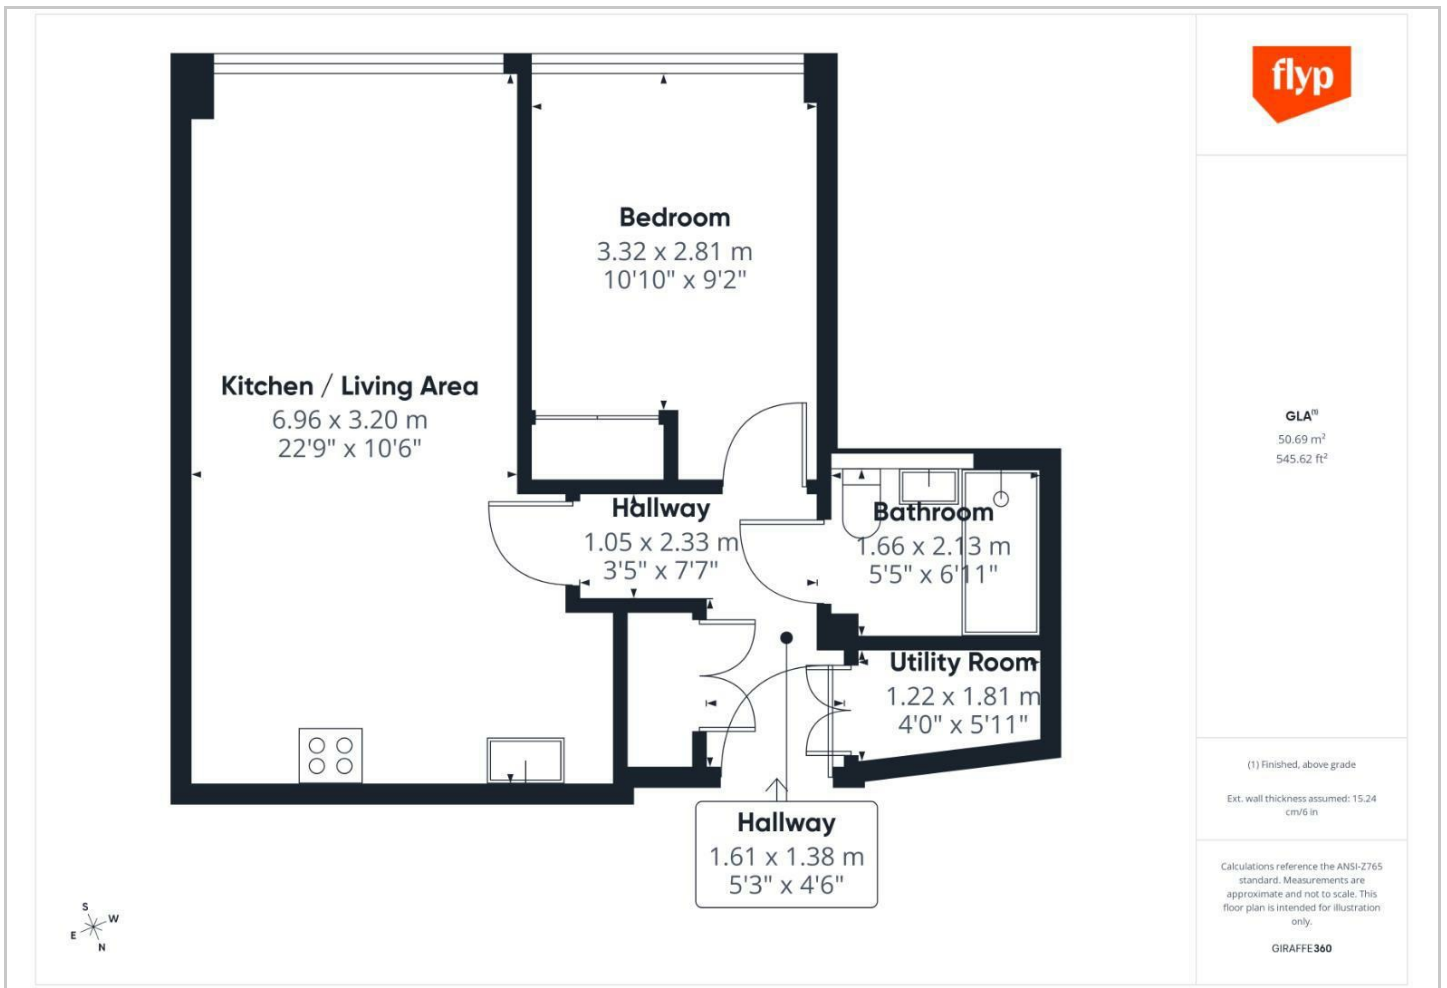 flyp
Bedroom
3.32 x 2.81 m
10'10" x 9'2"
Kitchen / Living Area
6.96 x 3.20 m
22'9" x 10'6"
Hallway
1.05 x 2.33 m
3'5" x 7'7"
Bathroom
1.66 x 2.13 m
5'5" x 6'11"
Utility Room
1.22 x 1.81 m
4'0" x 5'11"
Hallway
1.61 x 1.38 m
5'3" x 4'6"
S
W
E
N
GLA(1)
50.69 m²
545.62 ft²
(1) Finished, above grade
Ext. wall thickness assumed: 15.24
cm/6 in
Calculations reference the ANSI-Z765
standard. Measurements are
approximate and not to scale. This
floor plan is intended for illustration
only.
GIRAFFE360